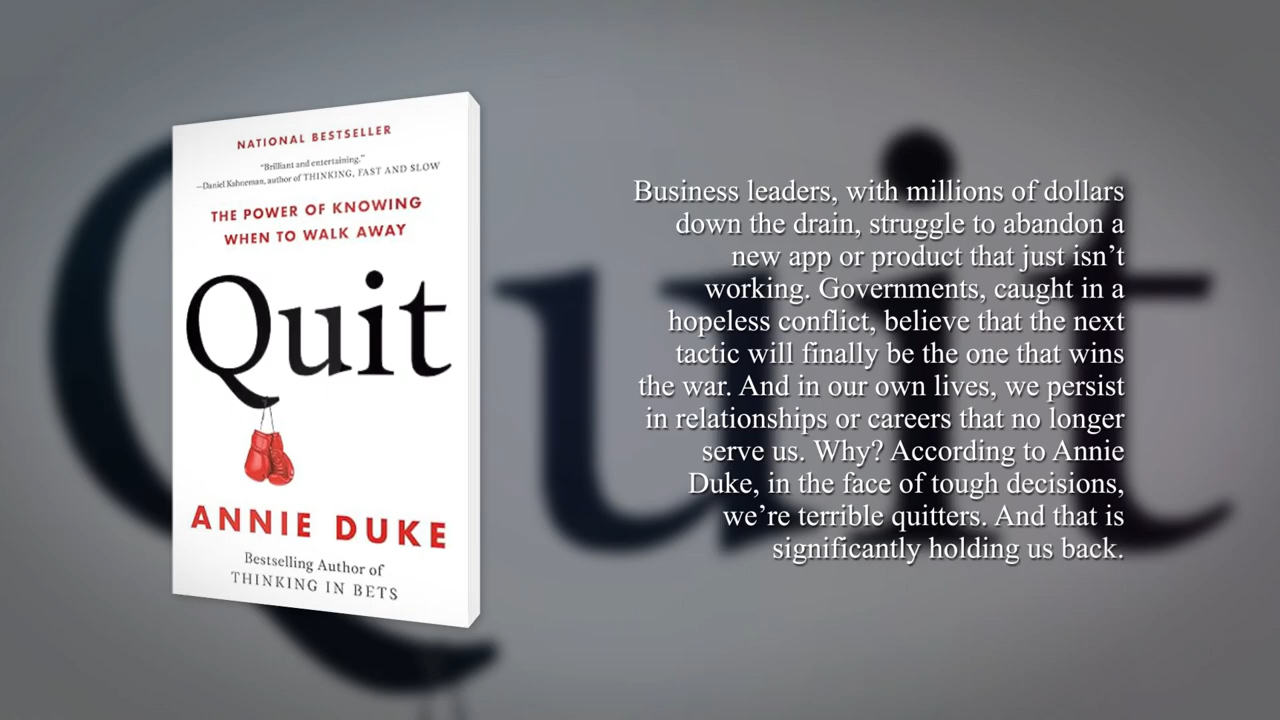 NATIONAL BESTSELLER
“Brilliant and entertaining.”
—Daniel Kahneman, author of THINKING, FAST AND SLOW
THE POWER OF KNOWING
WHEN TO WALK AWAY
Quit
ANNIE DUKE
Bestselling Author of
THINKING IN BETS
Business leaders, with millions of dollars
down the drain, struggle to abandon a
new app or product that just isn’t
working. Governments, caught in a
hopeless conflict, believe that the next
tactic will finally be the one that wins
the war. And in our own lives, we persist
in relationships or careers that no longer
serve us. Why? According to Annie
Duke, in the face of tough decisions,
we’re terrible quitters. And that is
significantly holding us back.
Quit